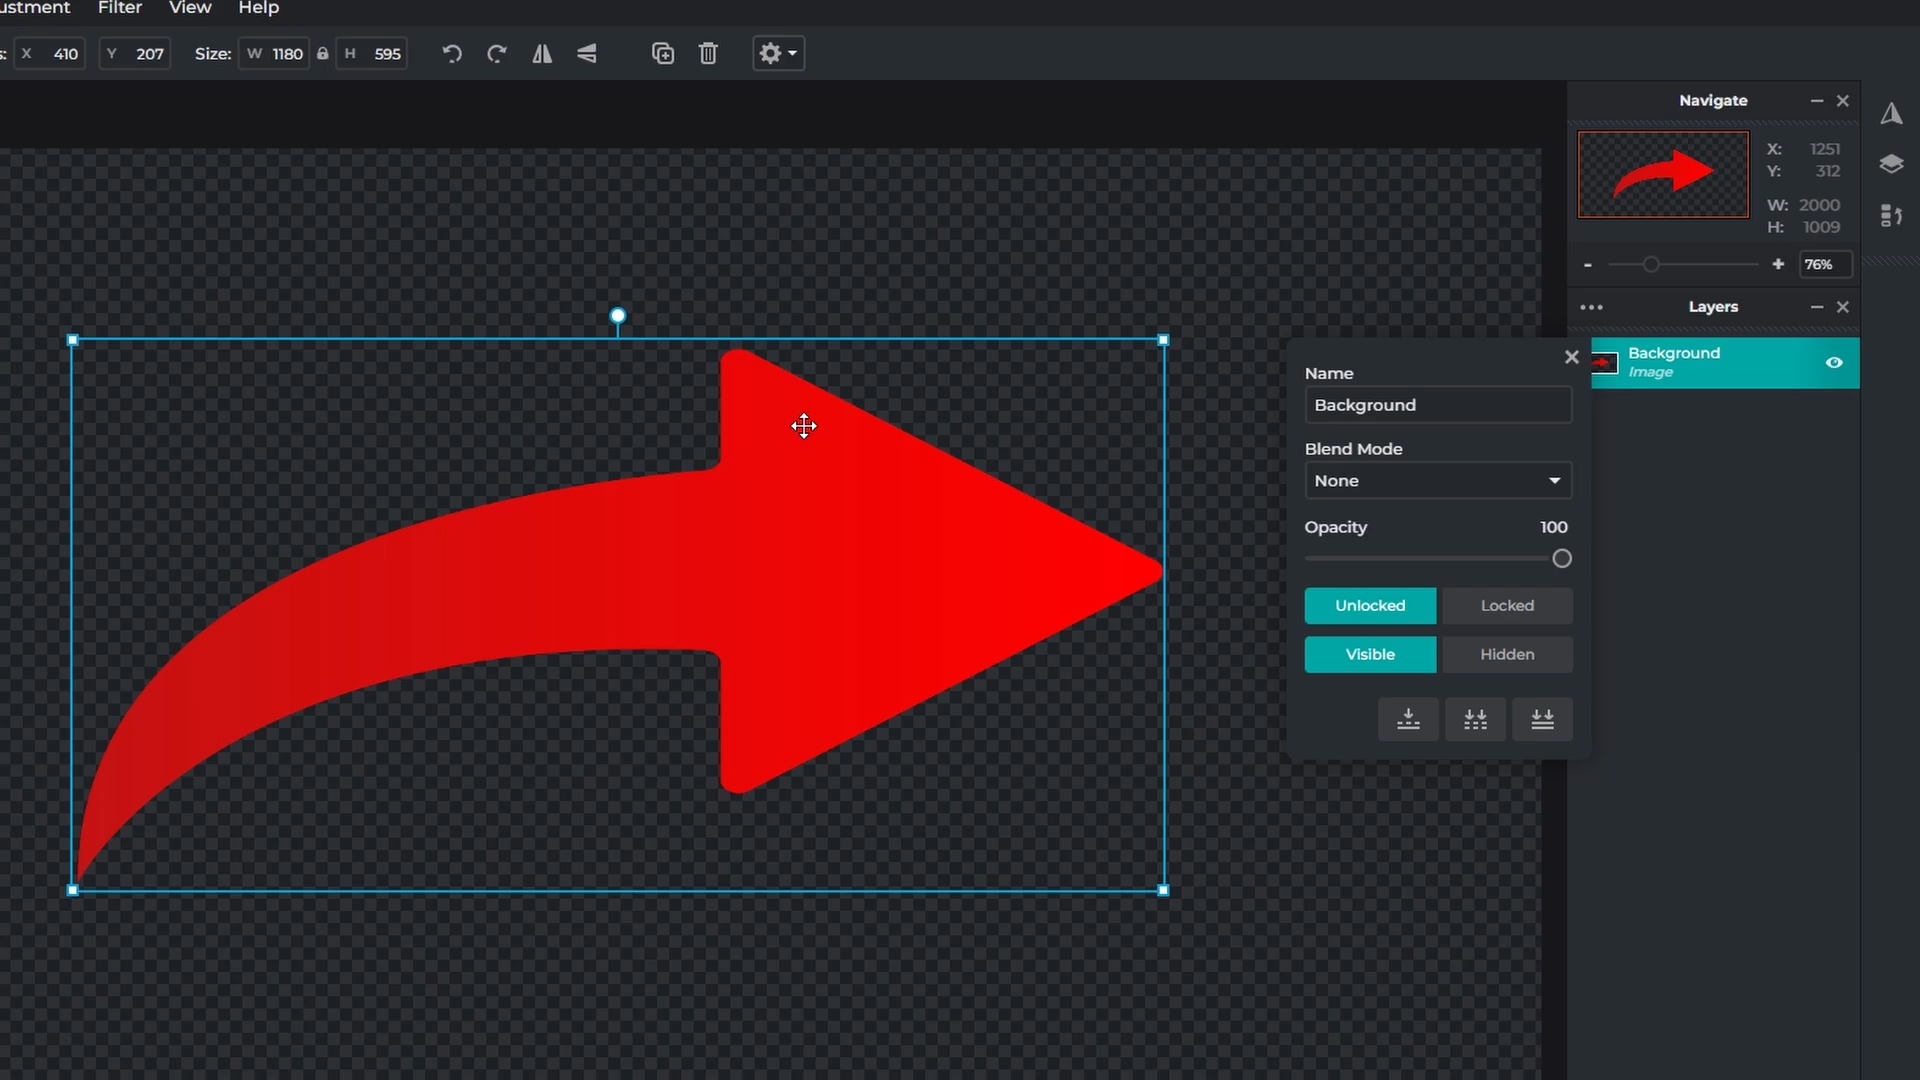 ustment Filter View Help
: X 410 Y 207 Size: W 1180 H 595
Navigate
X: 1251
Y: 312
W: 2000
H: 1009
- + 76%
Layers
Background
Image
Name
Background
Blend Mode
None
Opacity 100
Unlocked Locked
Visible Hidden